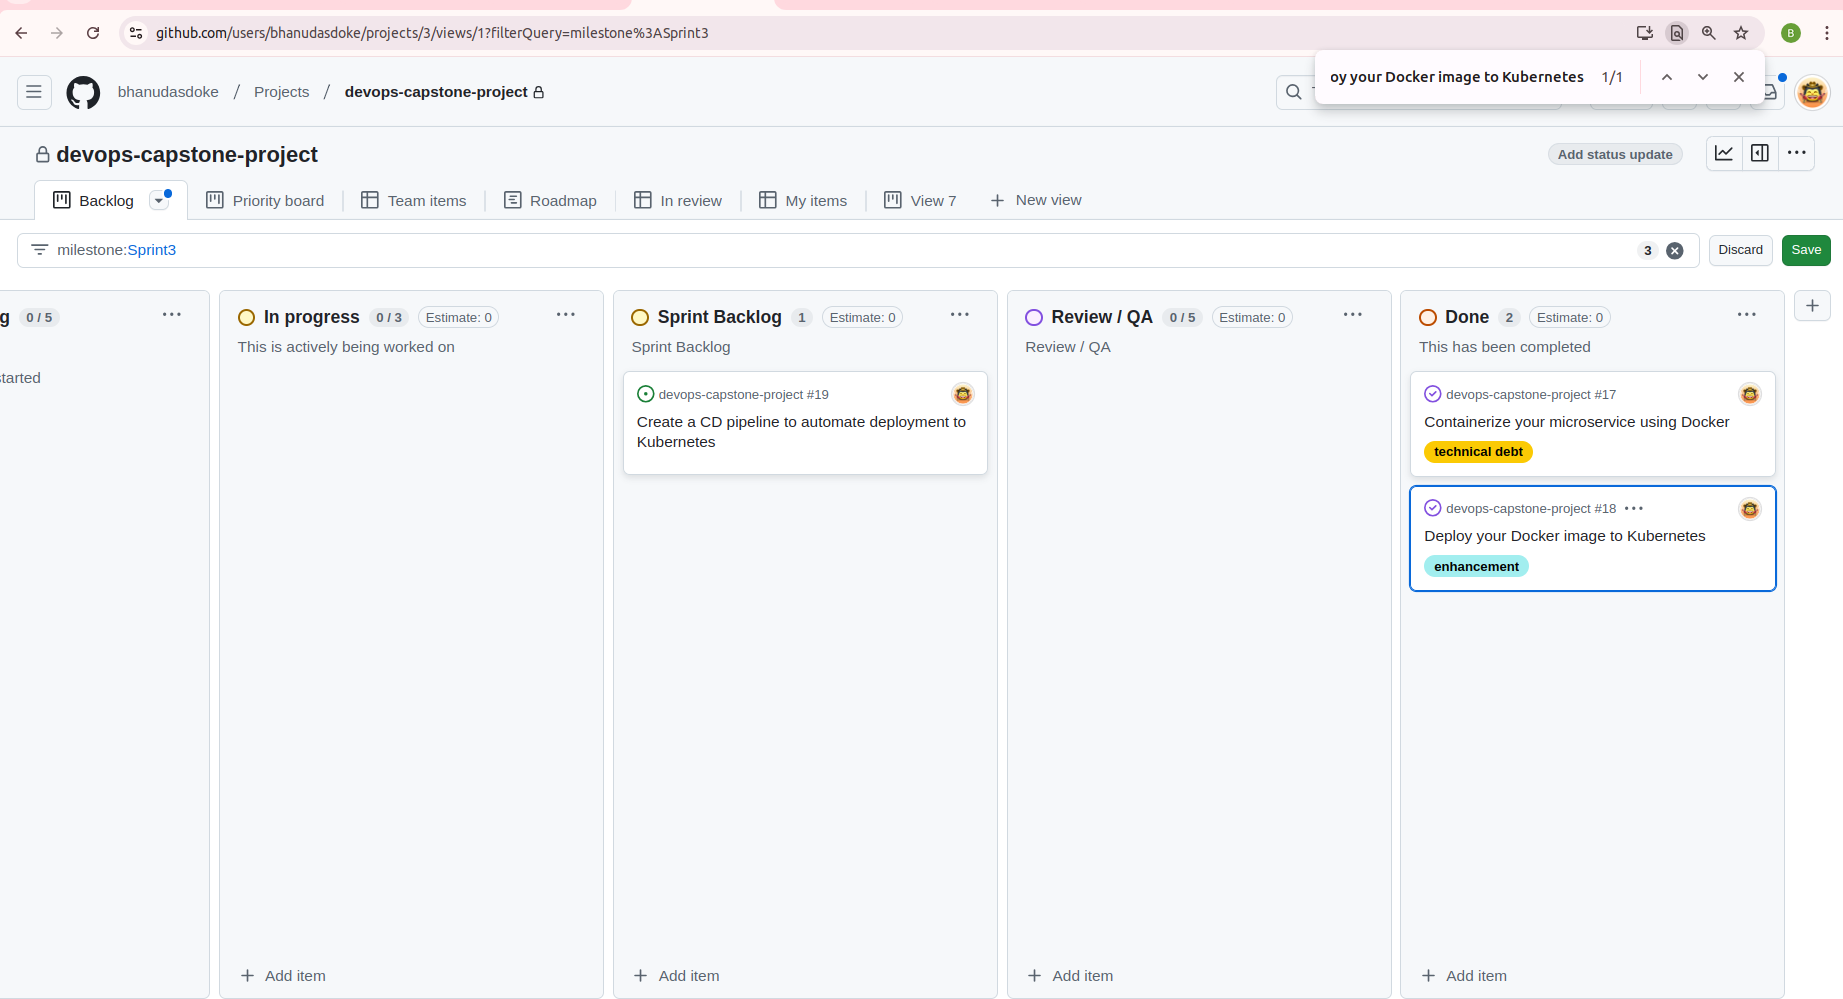 github.com/users/bhanudasdoke/projects/3/views/1?filterQuery=milestone%3ASprint3
B
oy your Docker image to Kubernetes 1/1
bhanudasdoke / Projects / devops-capstone-project
devops-capstone-project
Add status update
Backlog
Priority board
Team items
Roadmap
In review
My items
View 7
New view
milestone:Sprint3
3
Discard
Save
g 0 / 5
In progress 0 / 3 Estimate: 0
Sprint Backlog 1 Estimate: 0
Review / QA 0 / 5 Estimate: 0
Done 2 Estimate: 0
This is actively being worked on
Sprint Backlog
Review / QA
This has been completed
started
devops-capstone-project #19
Create a CD pipeline to automate deployment to
Kubernetes
devops-capstone-project #17
Containerize your microservice using Docker
technical debt
devops-capstone-project #18
Deploy your Docker image to Kubernetes
enhancement
Add item
Add item
Add item
Add item